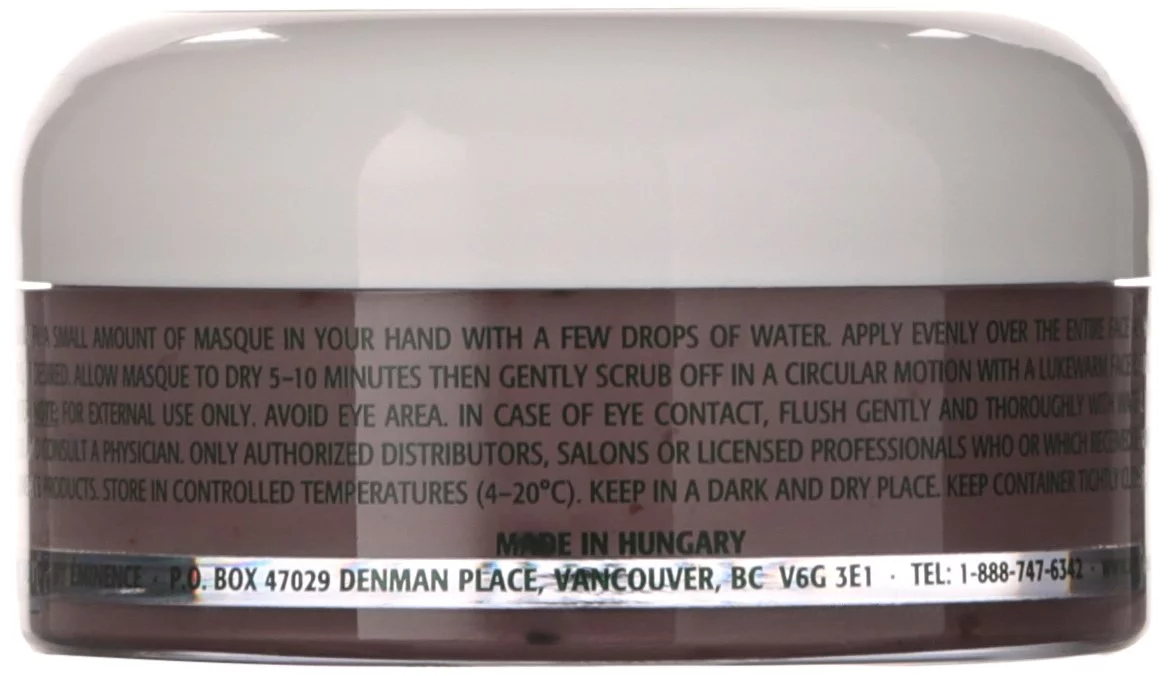 A SMALL AMOUNT OF MASQUE IN YOUR HAND WITH A FEW DROPS OF WATER. APPLY EVENLY OVER THE ENTIRE FACE
DESIRED. ALLOW MASQUE TO DRY 5–10 MINUTES THEN GENTLY SCRUB OFF IN A CIRCULAR MOTION WITH A LUKEWARM FACE
NOTE: FOR EXTERNAL USE ONLY. AVOID EYE AREA. IN CASE OF EYE CONTACT, FLUSH GENTLY AND THOROUGHLY WITH
CONSULT A PHYSICIAN. ONLY AUTHORIZED DISTRIBUTORS, SALONS OR LICENSED PROFESSIONALS WHO OR WHICH
PRODUCTS. STORE IN CONTROLLED TEMPERATURES (4–20°C). KEEP IN A DARK AND DRY PLACE. KEEP CONTAINER TIGHTLY
MADE IN HUNGARY
EMINENCE · P.O. BOX 47029 DENMAN PLACE, VANCOUVER, BC V6G 3E1 · TEL: 1-888-747-6342 ·